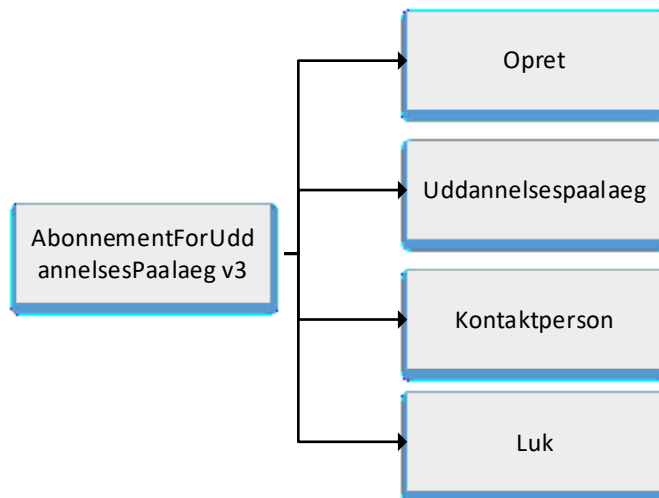 Opret
Uddannelsespaalaeg
AbonnementForUdd
annelsesPaalaeg v3
Kontaktperson
Luk